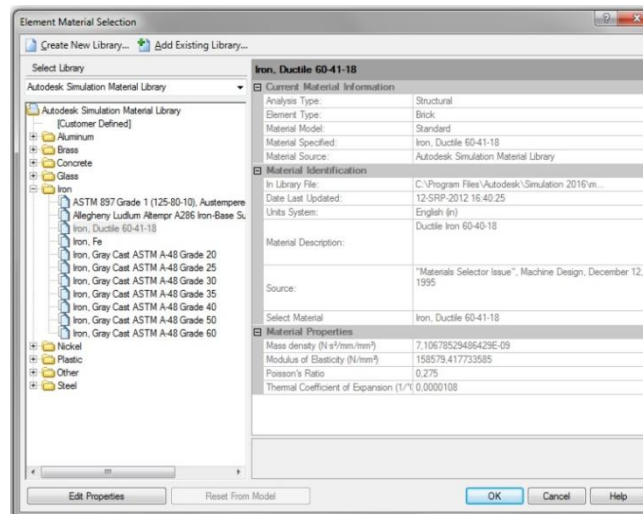 Element Material Selection
Create New Library... Add Existing Library...
Select Library
Autodesk Simulation Material Library
Autodesk Simulation Material Library
[Customer Defined]
Aluminum
Brass
Concrete
Glass
Iron
ASTM 897 Grade 1 (125-80-10), Austempere
Allegheny Ludlum Altempr A286 Iron-Base Su
Iron, Ductile 60-41-18
Iron, Fe
Iron, Gray Cast ASTM A-48 Grade 20
Iron, Gray Cast ASTM A-48 Grade 25
Iron, Gray Cast ASTM A-48 Grade 30
Iron, Gray Cast ASTM A-48 Grade 35
Iron, Gray Cast ASTM A-48 Grade 40
Iron, Gray Cast ASTM A-48 Grade 50
Iron, Gray Cast ASTM A-48 Grade 60
Nickel
Plastic
Other
Steel
Iron, Ductile 60-41-18
Current Material Information
Analysis Type: Structural
Element Type: Brick
Material Model: Standard
Material Specified: Iron, Ductile 60-41-18
Material Source: Autodesk Simulation Material Library
Material Identification
In Library File: C:\Program Files\Autodesk\Simulation 2016\m...
Date Last Updated: 12-SRP-2012 16:40:25
Units System: English (in)
Material Description: Ductile Iron 60-40-18
Source: "Materials Selector Issue", Machine Design, December 12,
1995
Select Material Iron, Ductile 60-41-18
Material Properties
Mass density (N·s²/mm/mm³) 7,10678529486429E-09
Modulus of Elasticity (N/mm²) 158579,417733585
Poisson's Ratio 0,275
Thermal Coefficient of Expansion (1/°( 0,0000108
Edit Properties Reset From Model OK Cancel Help